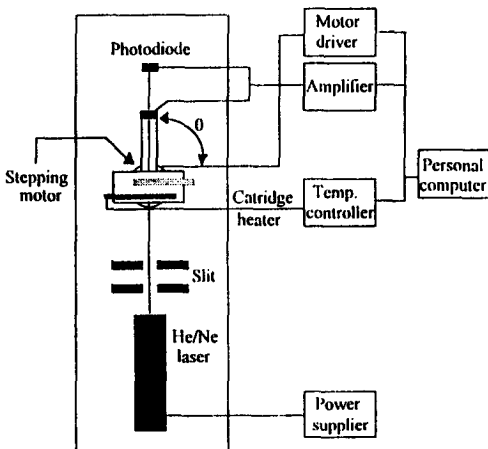 Photodiode
Motor
driver
Amplifier
θ
Stepping
motor
Catridge
heater
Temp.
controller
Personal
computer
Slit
He/Ne
laser
Power
supplier